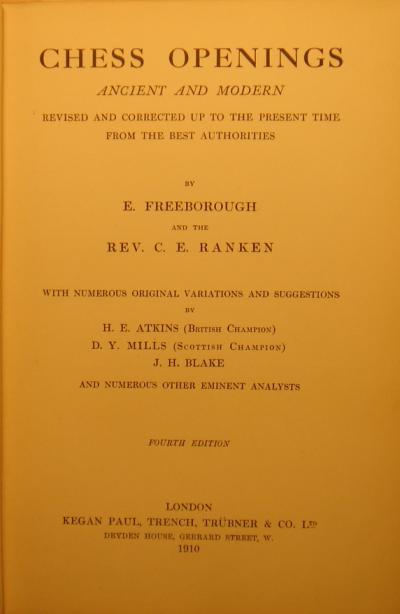 CHESS OPENINGS
ANCIENT AND MODERN
REVISED AND CORRECTED UP TO THE PRESENT TIME
FROM THE BEST AUTHORITIES
BY
E. FREEBOROUGH
AND THE
REV. C. E. RANKEN
WITH NUMEROUS ORIGINAL VARIATIONS AND SUGGESTIONS
BY
H. E. ATKINS (BRITISH CHAMPION)
D. Y. MILLS (SCOTTISH CHAMPION)
J. H. BLAKE
AND NUMEROUS OTHER EMINENT ANALYSTS
FOURTH EDITION
LONDON
KEGAN PAUL, TRENCH, TRÜBNER & CO. LTD
DRYDEN HOUSE, GERRARD STREET, W.
1910